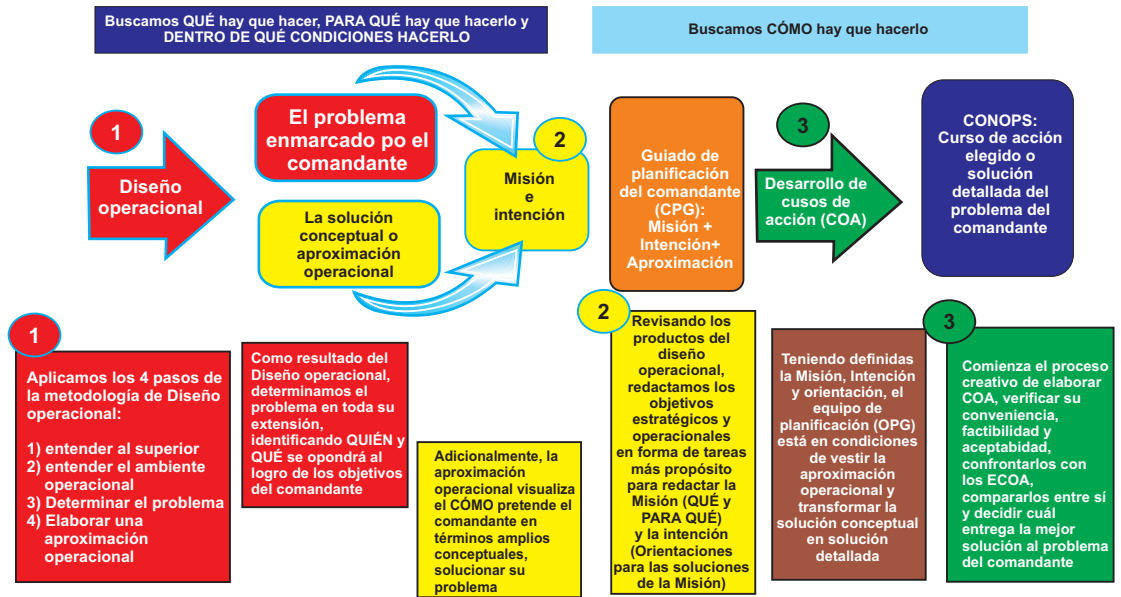 Buscamos QUÉ hay que hacer, PARA QUÉ hay que hacerlo y
DENTRO DE QUÉ CONDICIONES HACERLO
Buscamos CÓMO hay que hacerlo
1
Diseño
operacional
El problema
enmarcado po el
comandante
La solución
conceptual o
aproximación
operacional
2
Misión
e
intención
Guiado de
planificación
del comandante
(CPG):
Misión +
Intención+
Aproximación
3
Desarrollo de
cusos de
acción (COA)
CONOPS:
Curso de acción
elegido o
solución
detallada del
problema del
comandante
1
Aplicamos los 4 pasos de
la metodología de Diseño
operacional:
1) entender al superior
2) entender el ambiente
operacional
3) Determinar el problema
4) Elaborar una
aproximación
operacional
Como resultado del
Diseño operacional,
determinamos el
problema en toda su
extensión,
identificando QUIÉN y
QUÉ se opondrá al
logro de los objetivos
del comandante
Adicionalmente, la
aproximación
operacional visualiza
el CÓMO pretende el
comandante en
términos amplios
conceptuales,
solucionar su
problema
2
Revisando los
productos del
diseño
operacional,
redactamos los
objetivos
estratégicos y
operacionales
en forma de tareas
más propósito
para redactar la
Misión (QUÉ y
PARA QUÉ)
y la intención
(Orientaciones
para las soluciones
de la Misión)
Teniendo definidas
la Misión, Intención
y orientación, el
equipo de
planificación (OPG)
está en condiciones
de vestir la
aproximación
operacional y
transformar la
solución conceptual
en solución
detallada
3
Comienza el proceso
creativo de elaborar
COA, verificar su
conveniencia,
factibilidad y
aceptabidad,
confrontarlos con
los ECOA,
compararlos entre sí
y decidir cuál
entrega la mejor
solución al problema
del comandante